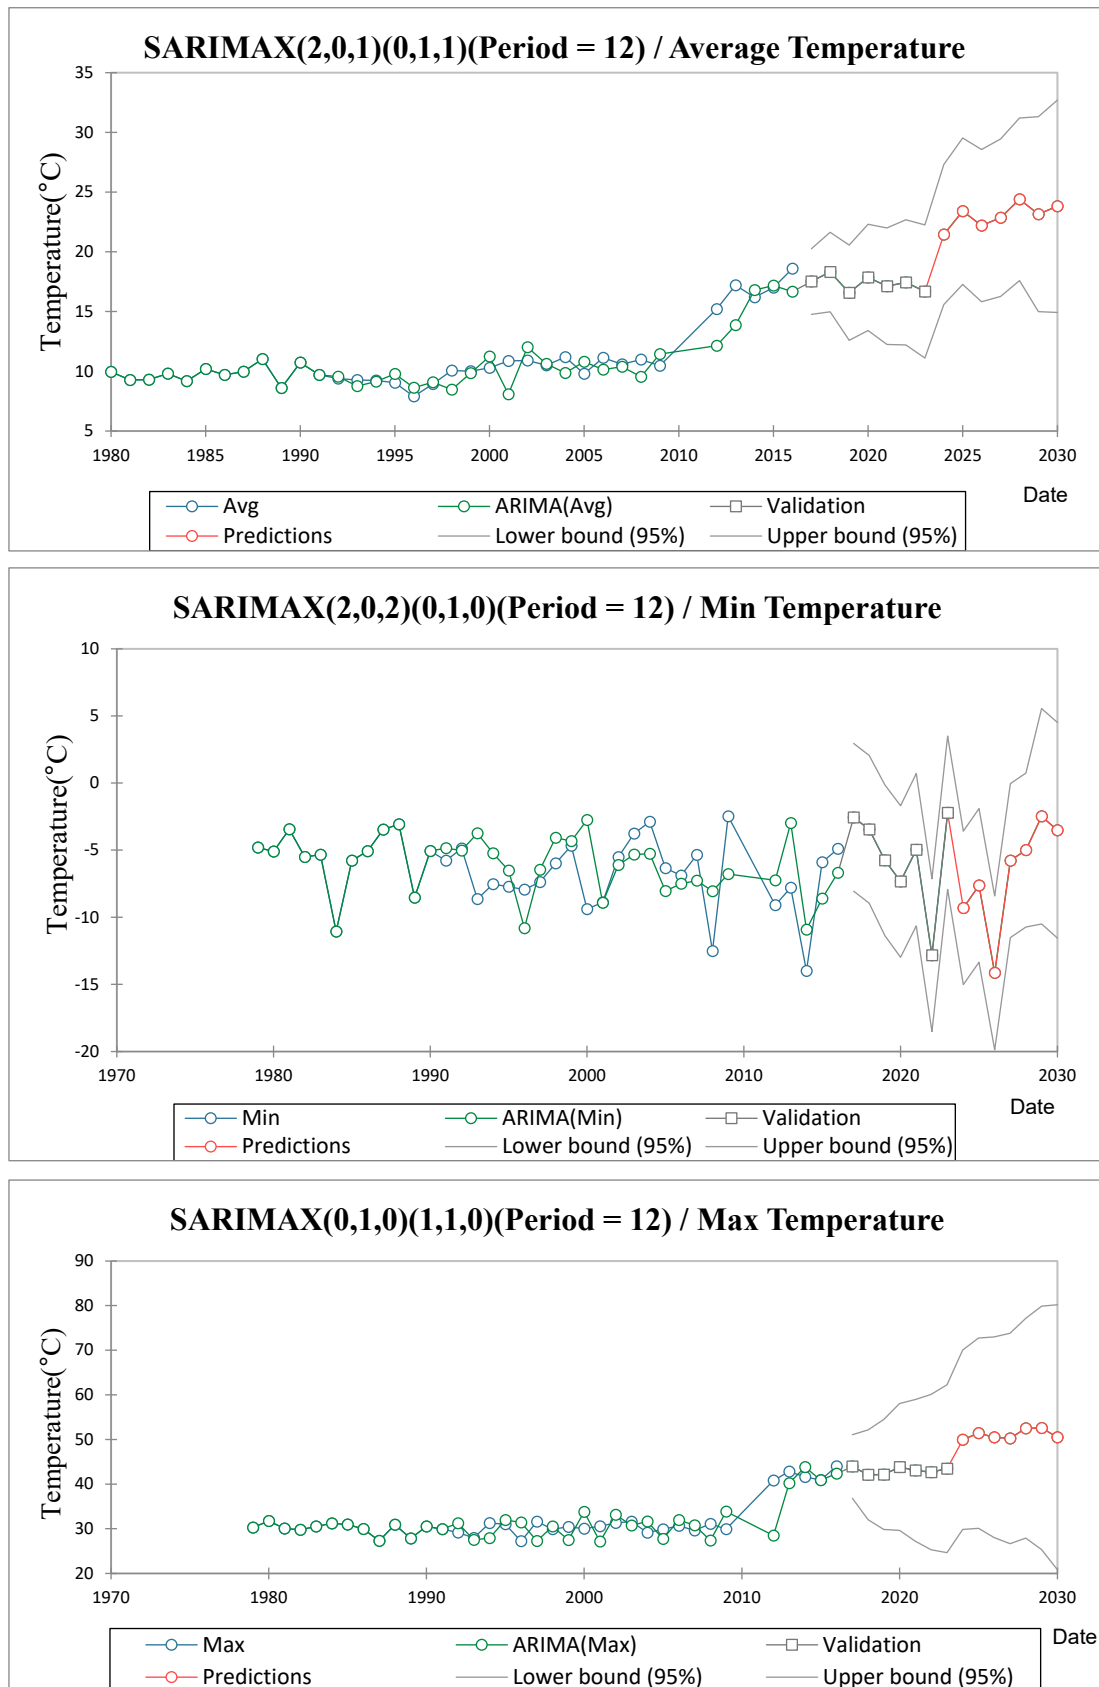 SARIMAX(2,0,1)(0,1,1)(Period = 12) / Average Temperature
Temperature(°C)
35
30
25
20
15
10
5
1980 1985 1990 1995 2000 2005 2010 2015 2020 2025 2030
Date
Avg ARIMA(Avg) Validation
Predictions Lower bound (95%) Upper bound (95%)
SARIMAX(2,0,2)(0,1,0)(Period = 12) / Min Temperature
Temperature(°C)
10
5
0
-5
-10
-15
-20
1970 1980 1990 2000 2010 2020 2030
Date
Min ARIMA(Min) Validation
Predictions Lower bound (95%) Upper bound (95%)
SARIMAX(0,1,0)(1,1,0)(Period = 12) / Max Temperature
Temperature(°C)
90
80
70
60
50
40
30
20
1970 1980 1990 2000 2010 2020 2030
Date
Max ARIMA(Max) Validation
Predictions Lower bound (95%) Upper bound (95%)